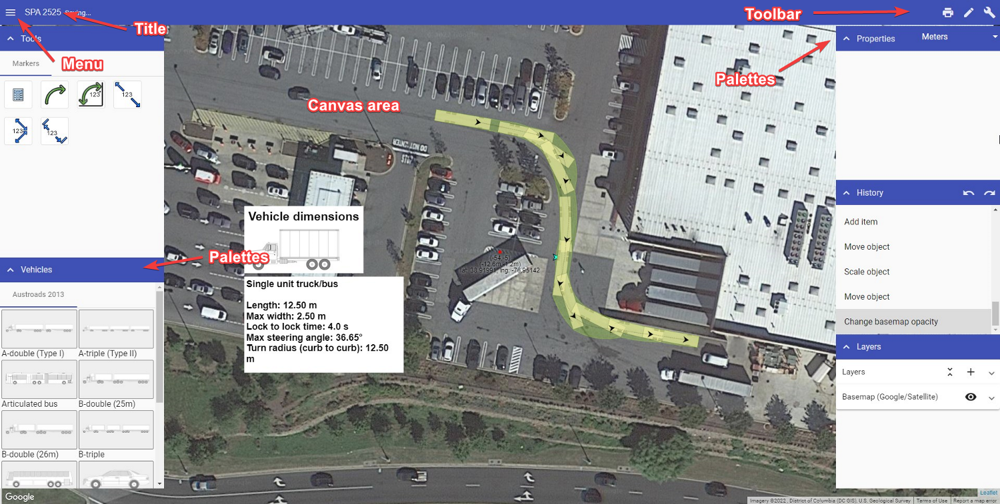 SPA 2525 Saving...
Title
Toolbar
Tools
Menu
Markers
123
123
123
123
Canvas area
DO NOT ENTER
Palettes
Properties
Meters
History
Add item
Move object
Scale object
Move object
Change basemap opacity
Layers
Layers
Basemap (Google/Satellite)
Vehicle dimensions
Single unit truck/bus
Length: 12.50 m
Max width: 2.50 m
Lock to lock time: 4.0 s
Max steering angle: 36.65°
Turn radius (curb to curb): 12.50
m
(-54,-5)
(-12.6m,-1.2m)
lat: 38.91991, lng: -76.95142
Palettes
Vehicles
Austroads 2013
A-double (Type I)
A-triple (Type II)
Articulated bus
B-double (25m)
B-double (26m)
B-triple
Google
Leaflet
Imagery ©2022 , District of Columbia (DC GIS), U.S. Geological Survey
Terms of Use
Report a map error